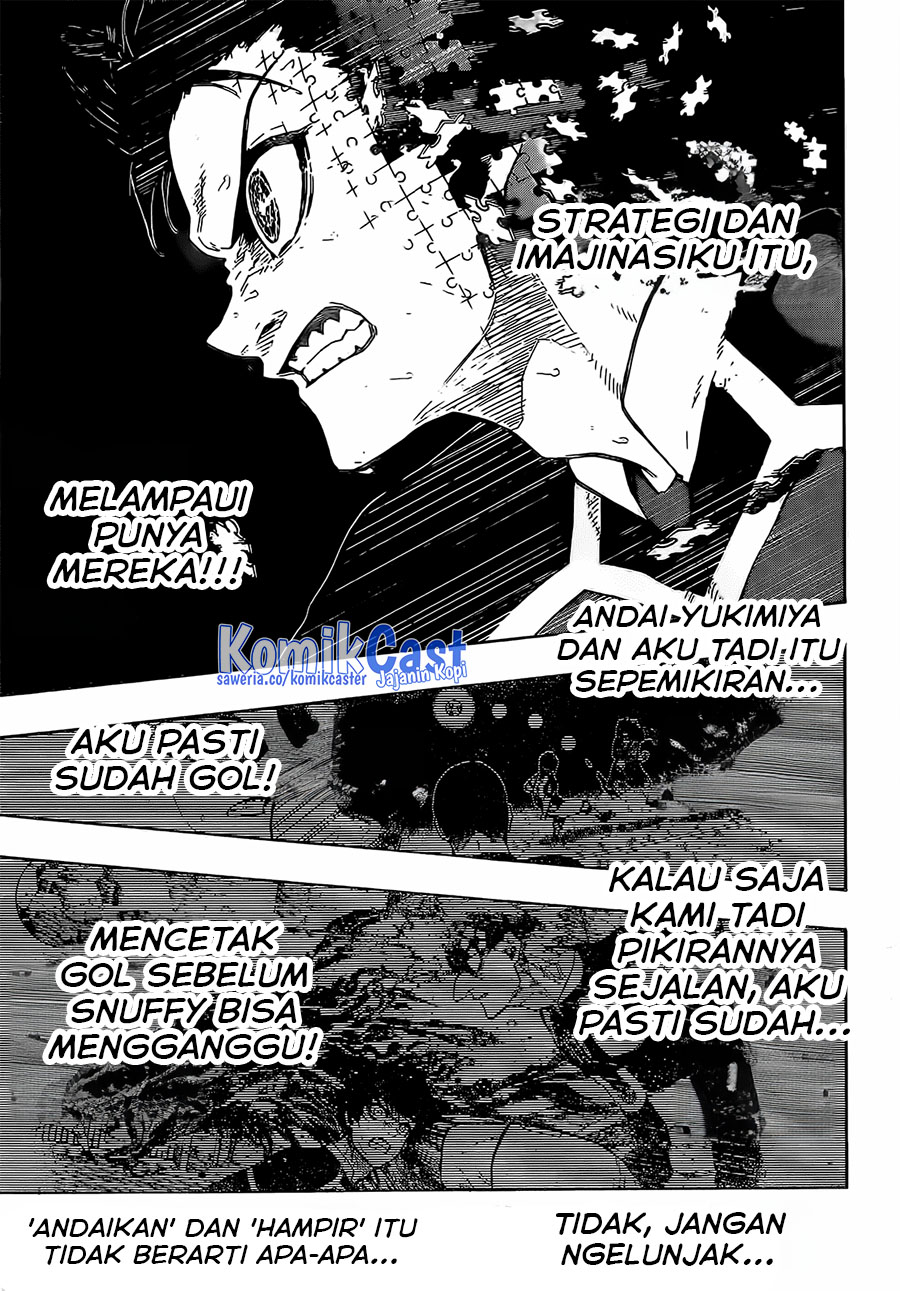 STRATEGI DAN
IMAJINASIKU ITU,
MELAMPAUI
PUNYA
MEREKA!!!
ANDAI YUKIMIYA
DAN AKU TADI ITU
SEPEMIKIRAN...
KomikCast
saweria.co/komikcaster Jajanin Kopi
AKU PASTI
SUDAH GOL!
KALAU SAJA
KAMI TADI
PIKIRANNYA
SEJALAN, AKU
PASTI SUDAH...
MENCETAK
GOL SEBELUM
SNUFFY BISA
MENGGANGGU!
TIDAK, JANGAN
NGELUNJAK...
'ANDAIKAN' DAN 'HAMPIR' ITU
TIDAK BERARTI APA-APA...